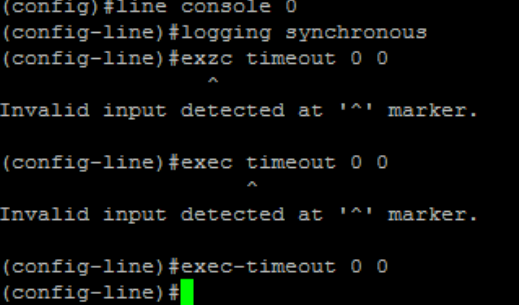 (config)#line console 0
(config-line)#logging synchronous
(config-line)#exzc timeout 0 0
^
Invalid input detected at '^' marker.
(config-line)#exec timeout 0 0
^
Invalid input detected at '^' marker.
(config-line)#exec-timeout 0 0
(config-line)#